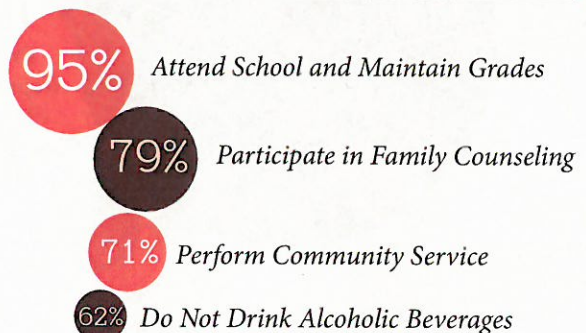 95% Attend School and Maintain Grades
79% Participate in Family Counseling
71% Perform Community Service
62% Do Not Drink Alcoholic Beverages